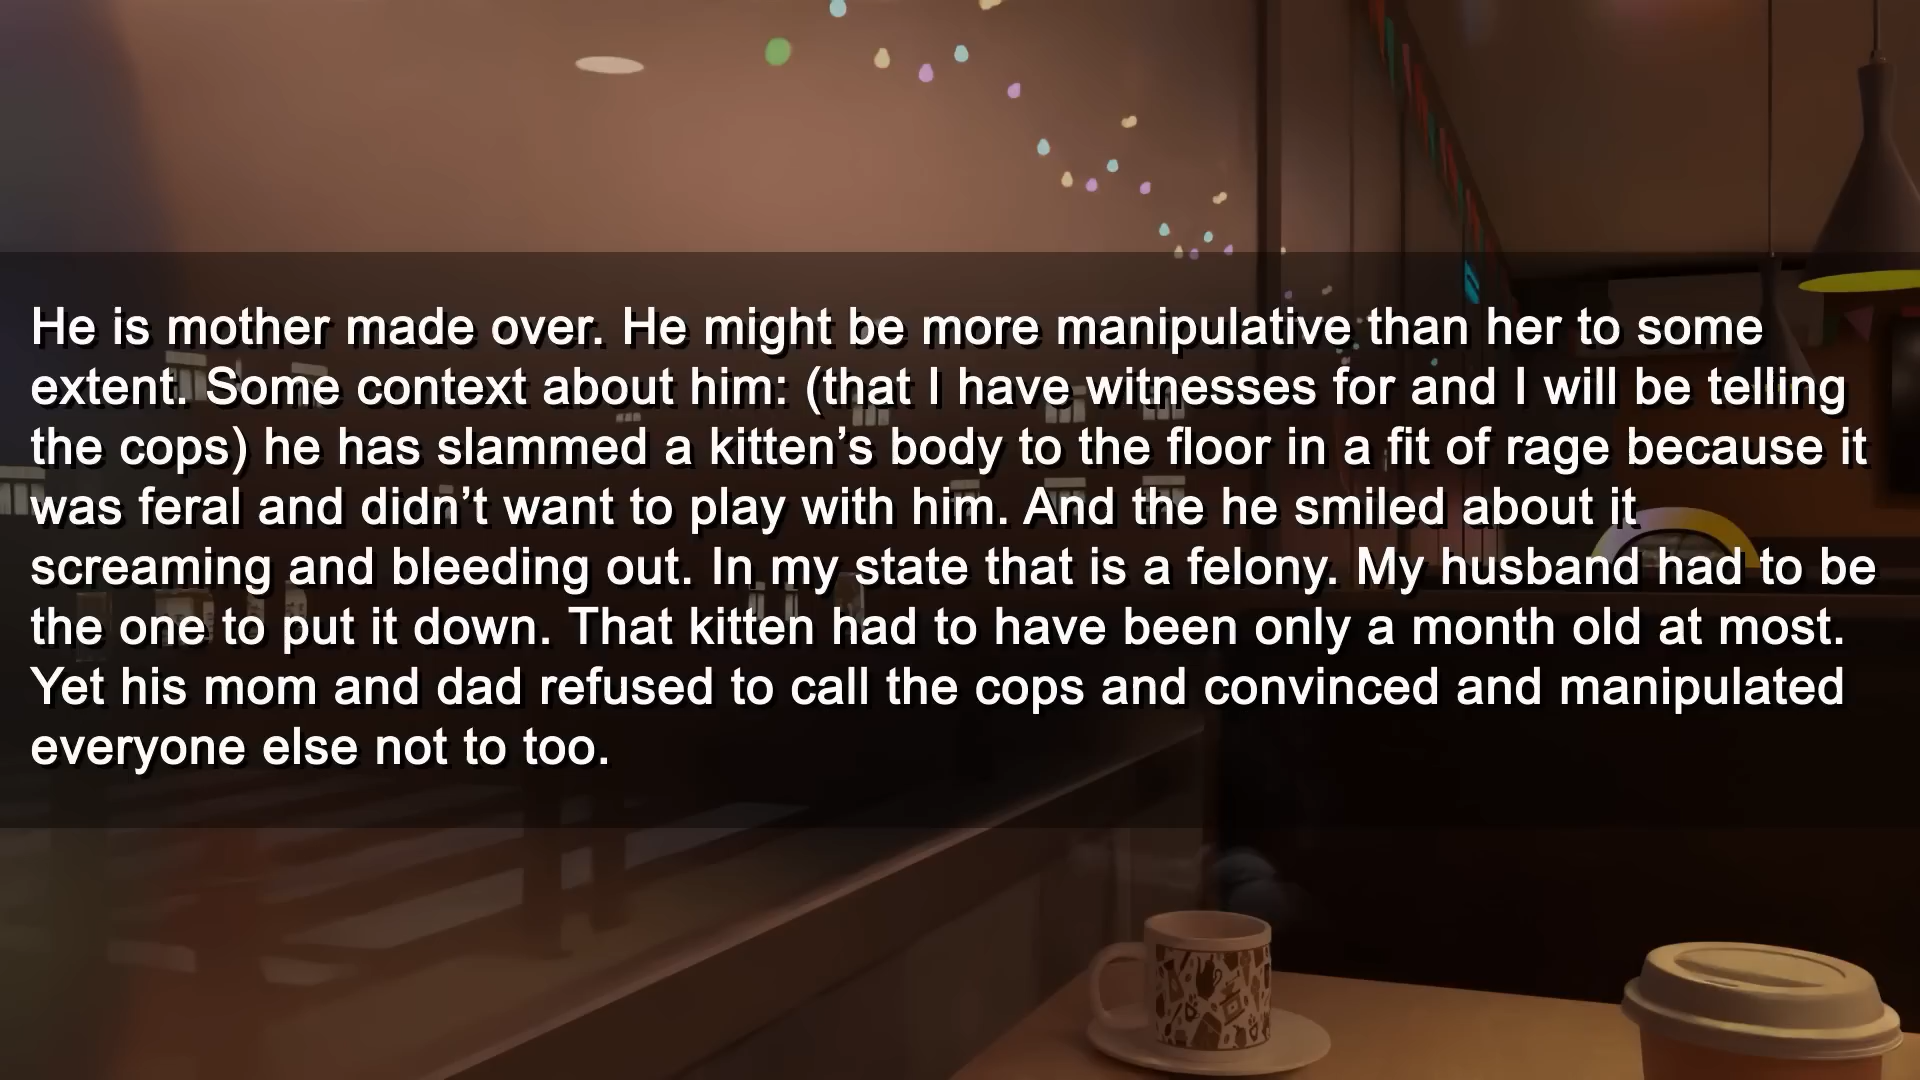 He is mother made over. He might be more manipulative than her to some
extent. Some context about him: (that I have witnesses for and I will be telling
the cops) he has slammed a kitten’s body to the floor in a fit of rage because it
was feral and didn’t want to play with him. And the he smiled about it
screaming and bleeding out. In my state that is a felony. My husband had to be
the one to put it down. That kitten had to have been only a month old at most.
Yet his mom and dad refused to call the cops and convinced and manipulated
everyone else not to too.